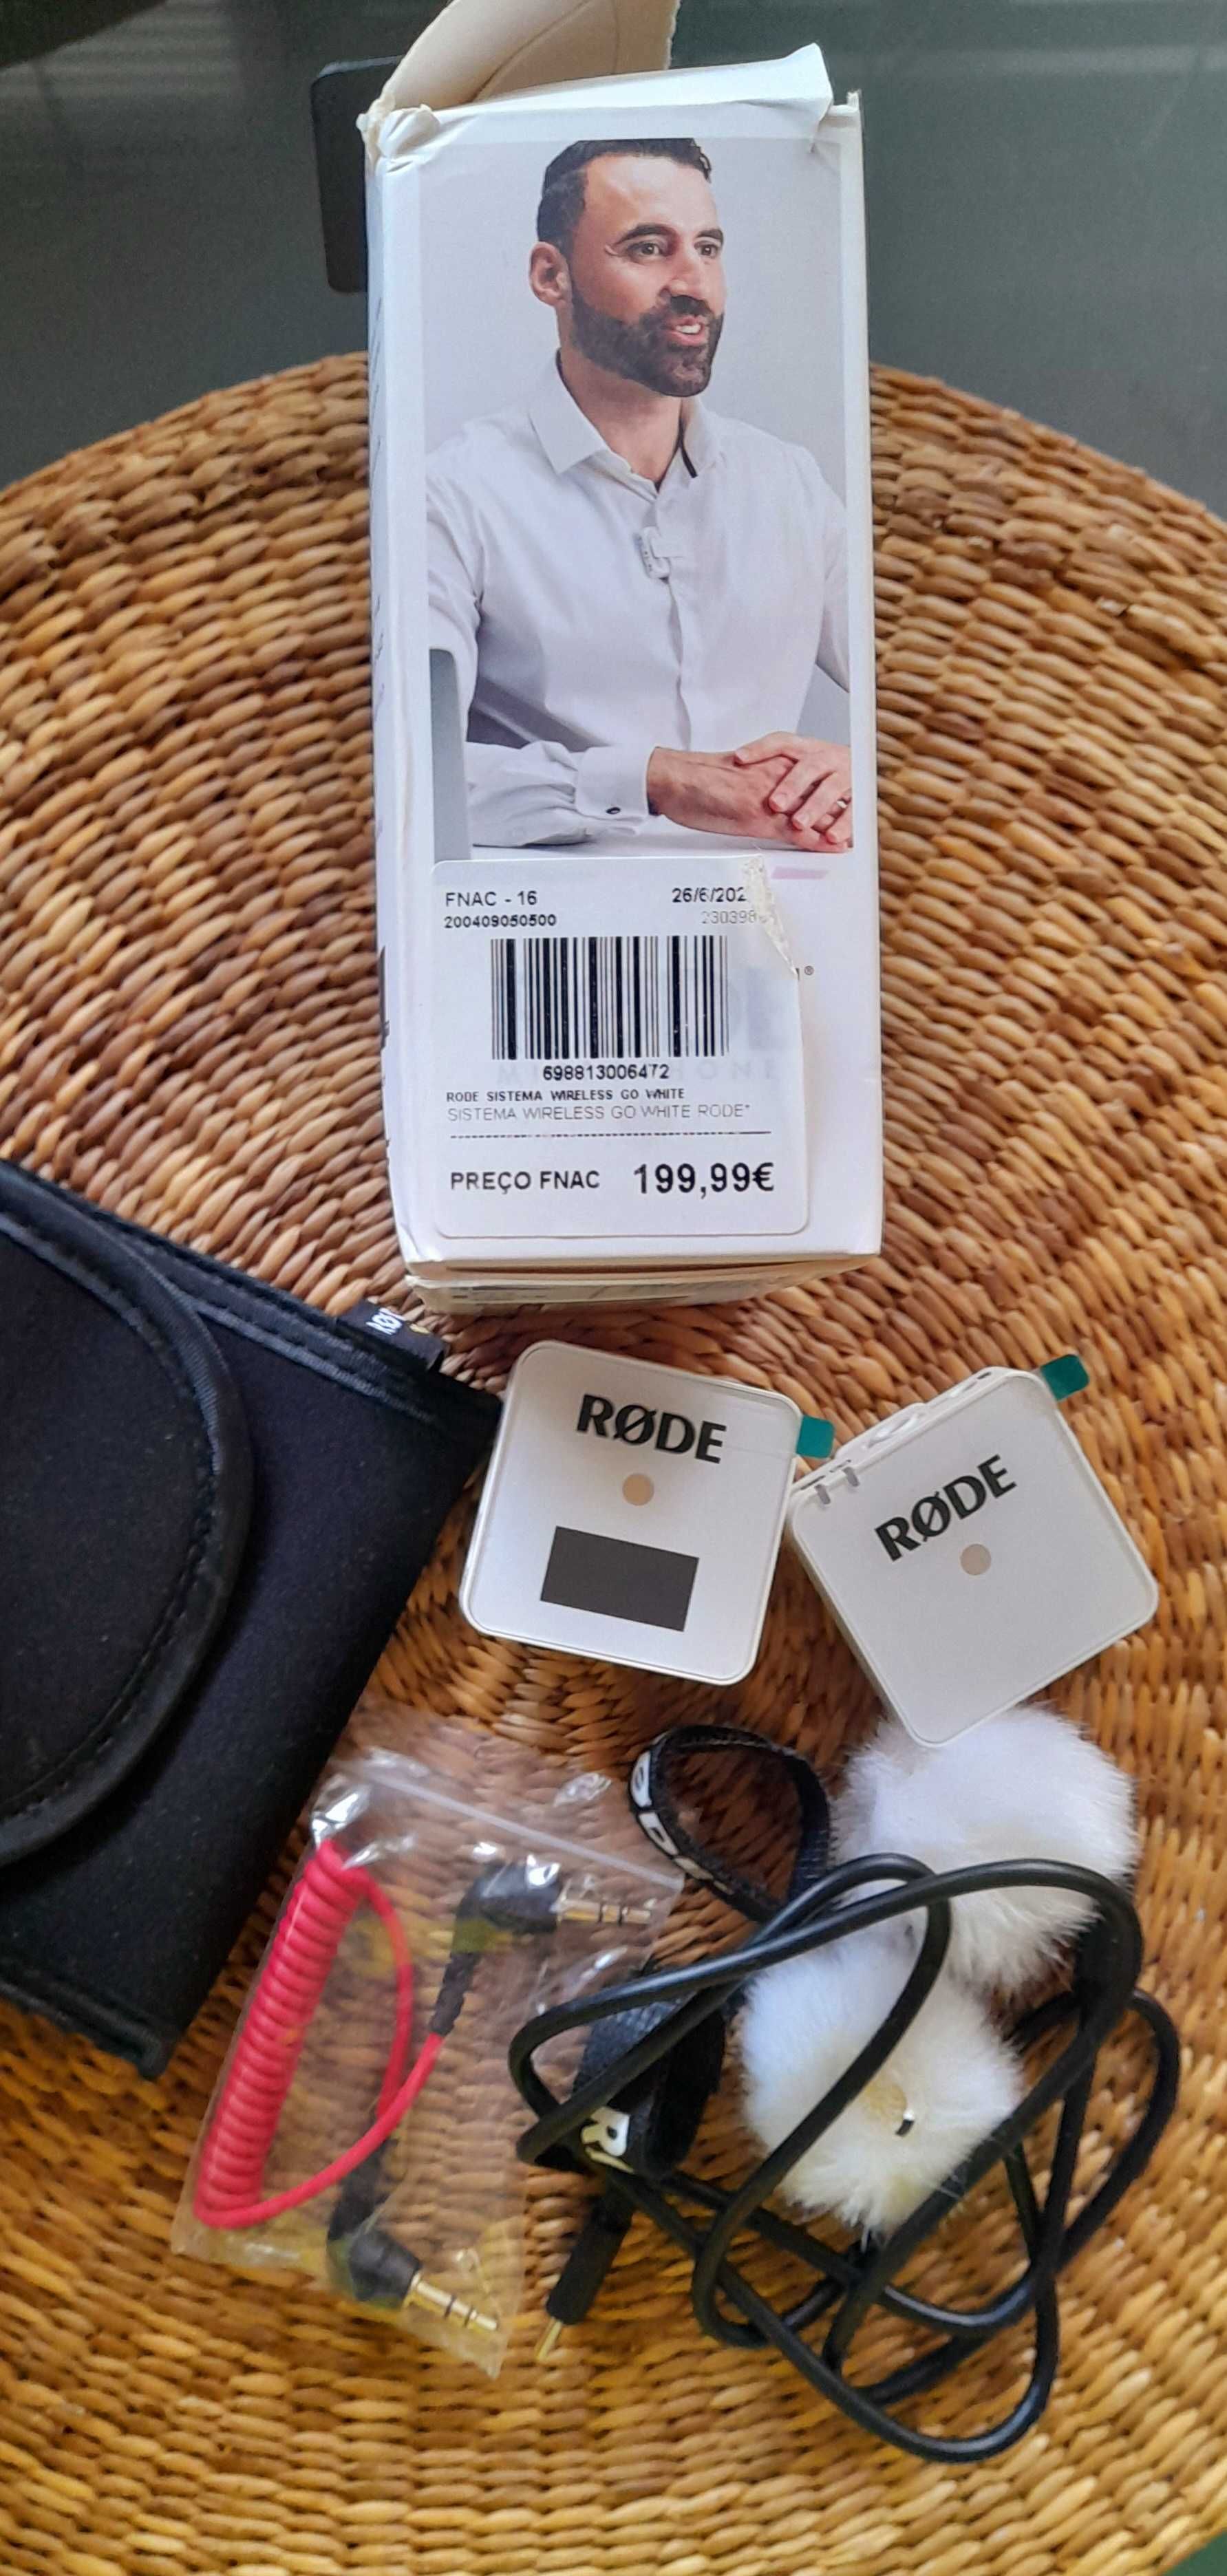 FNAC - 16 26/6/202
200409050500 230398
698813006472
RODE SISTEMA WIRELESS GO WHITE
SISTEMA WIRELESS GO WHITE RODE*
PREÇO FNAC 199,99€
RØDE
RØDE